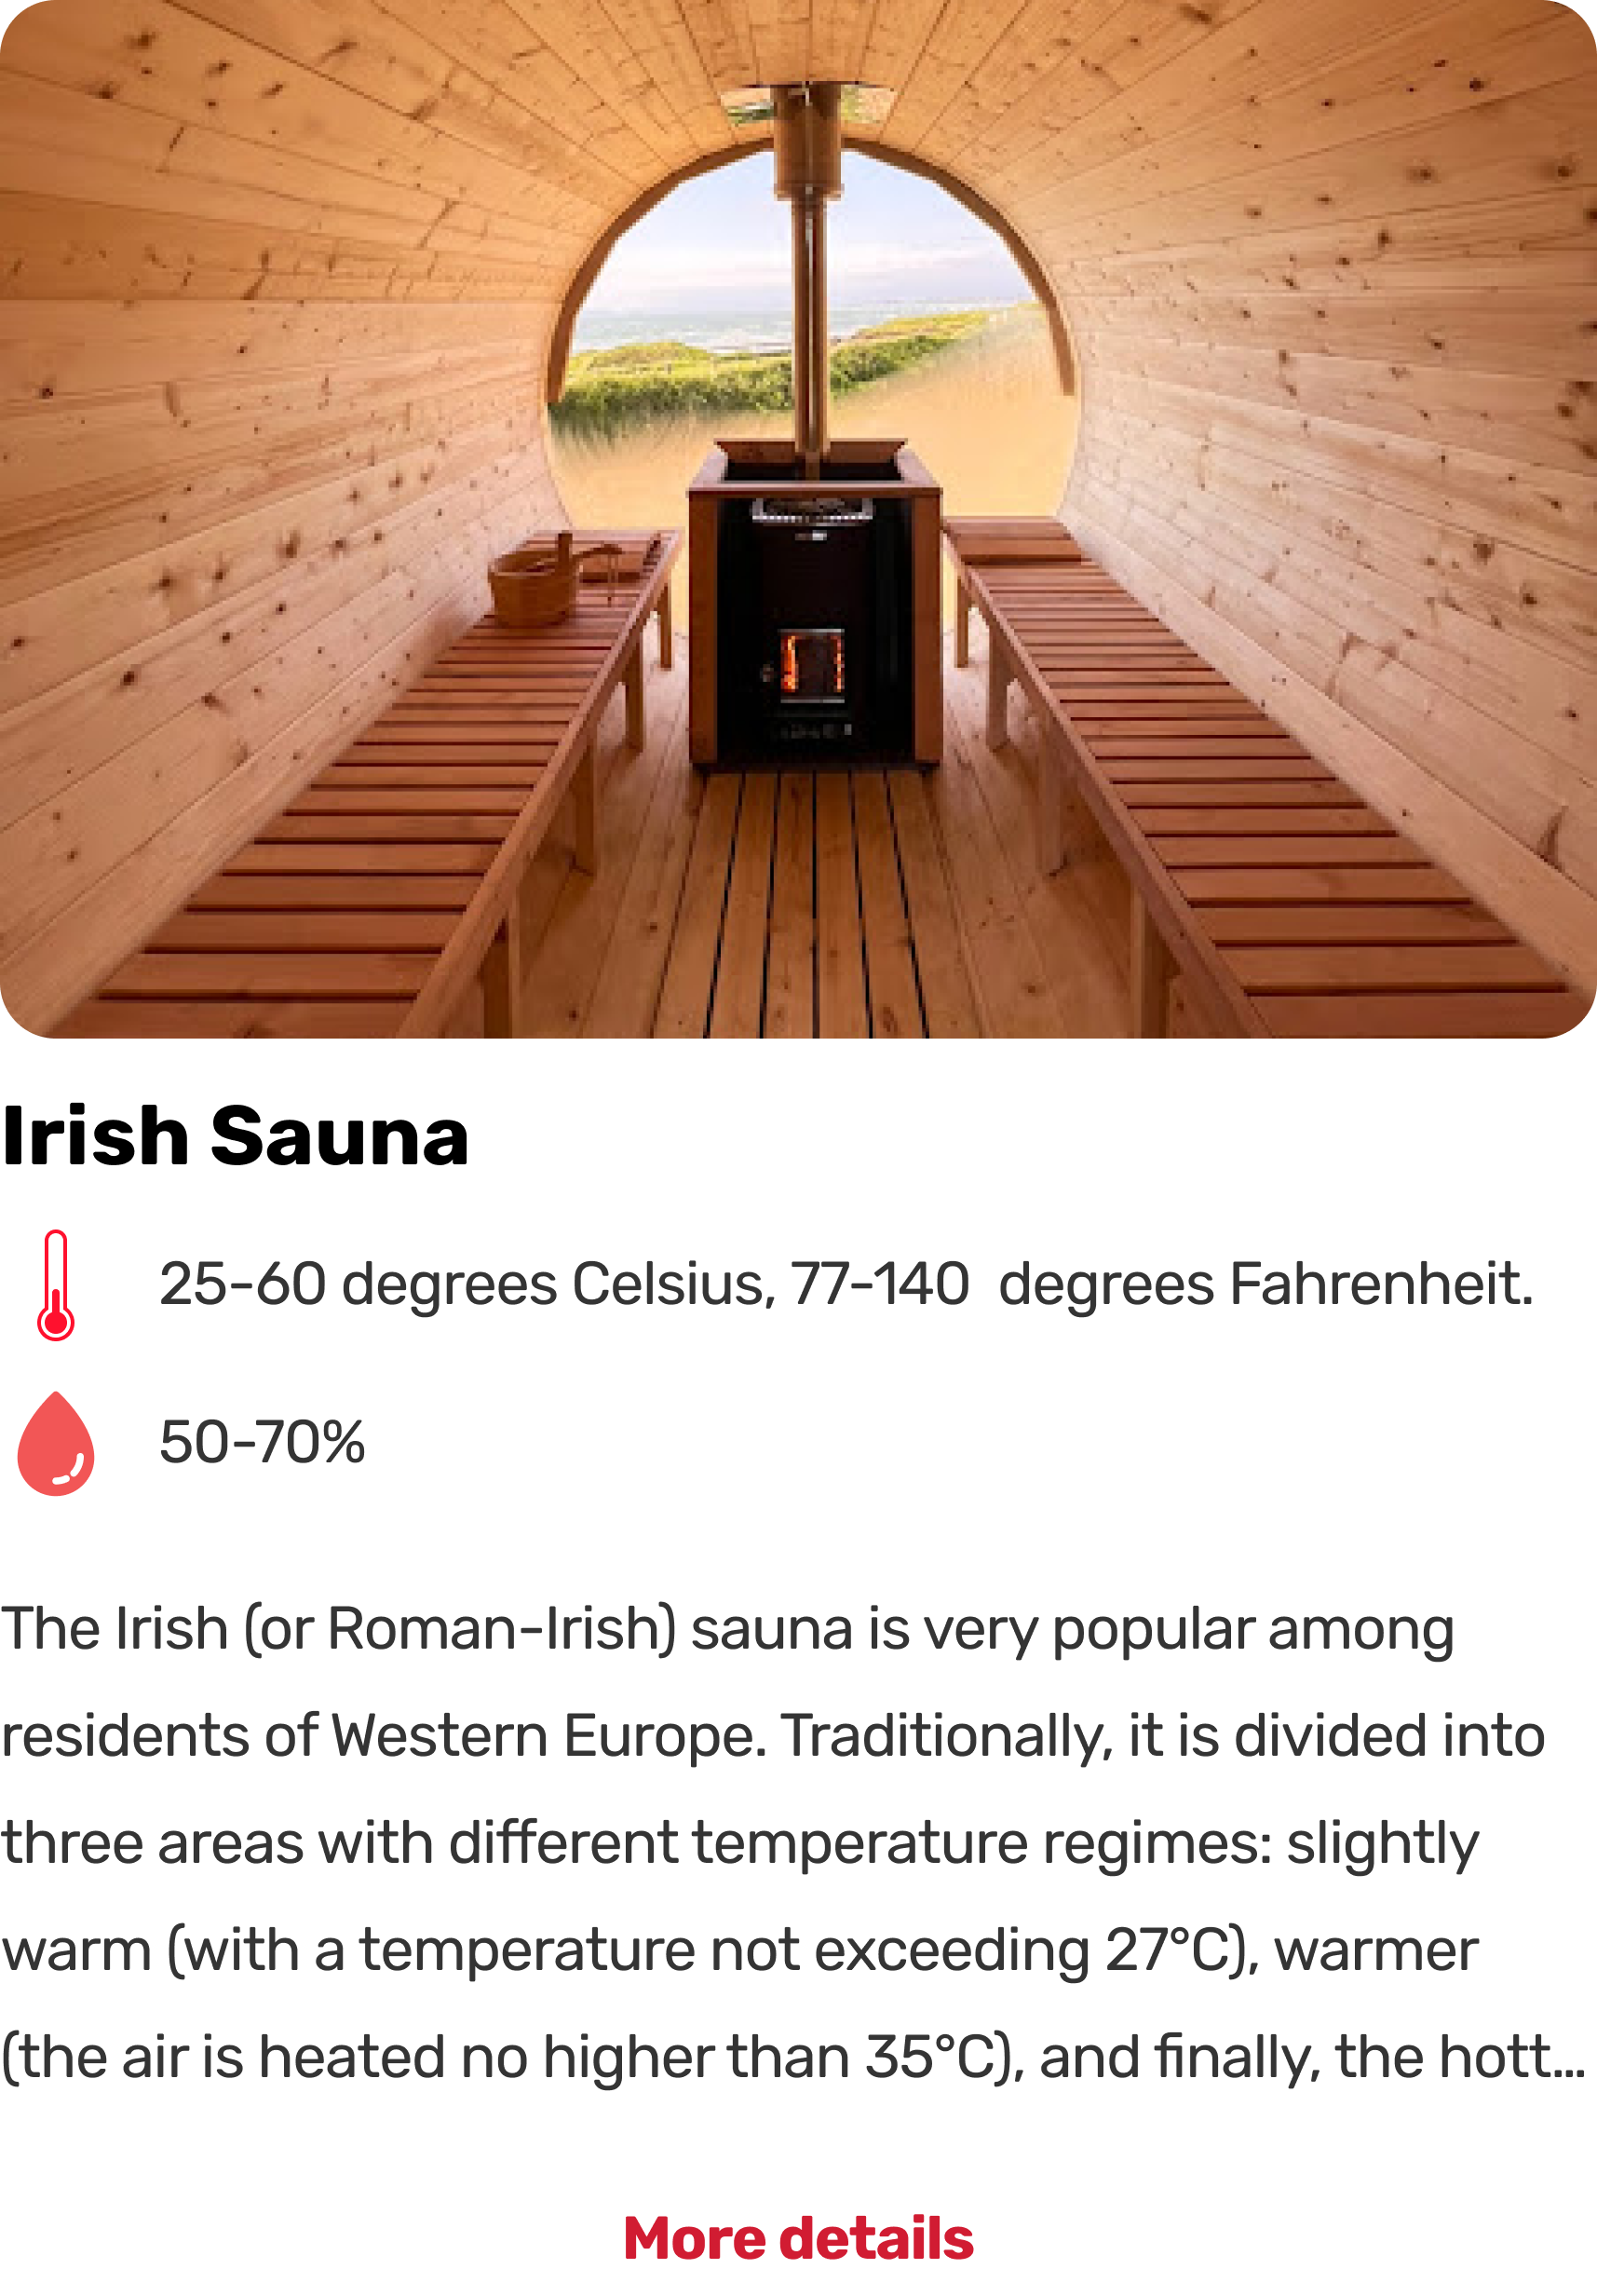 Irish Sauna
25-60 degrees Celsius, 77-140  degrees Fahrenheit.
50-70%
The Irish (or Roman-Irish) sauna is very popular among
residents of Western Europe. Traditionally, it is divided into
three areas with different temperature regimes: slightly
warm (with a temperature not exceeding 27°C), warmer
(the air is heated no higher than 35°C), and finally, the hott...
More details